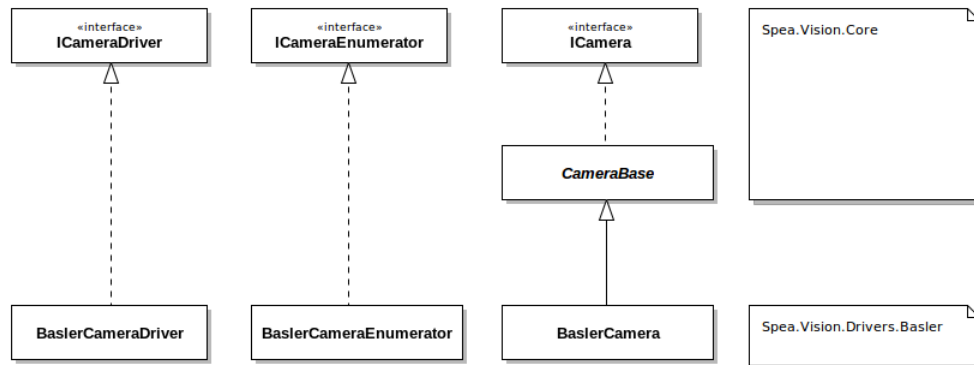 «interface»
ICameraDriver
«interface»
ICameraEnumerator
«interface»
ICamera
Spea.Vision.Core
CameraBase
BaslerCameraDriver
BaslerCameraEnumerator
BaslerCamera
Spea.Vision.Drivers.Basler